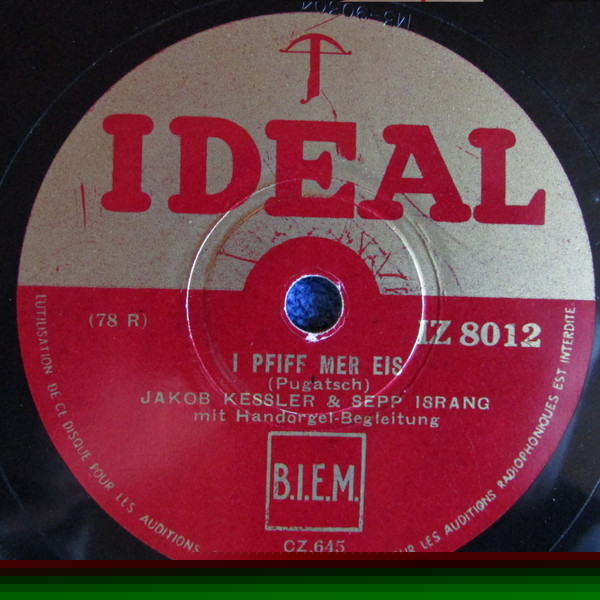 IDEAL
(78 R)
IZ 8012
I PFIFF MER EIS
(Pugatsch)
JAKOB KESSLER & SEPP ISRANG
mit Handorgel-Begleitung
B.I.E.M.
CZ.645
L'UTILISATION DE CE DISQUE POUR LES AUDITIONS
UR LES AUDITIONS RADIOPHONIQUES EST INTERDITE